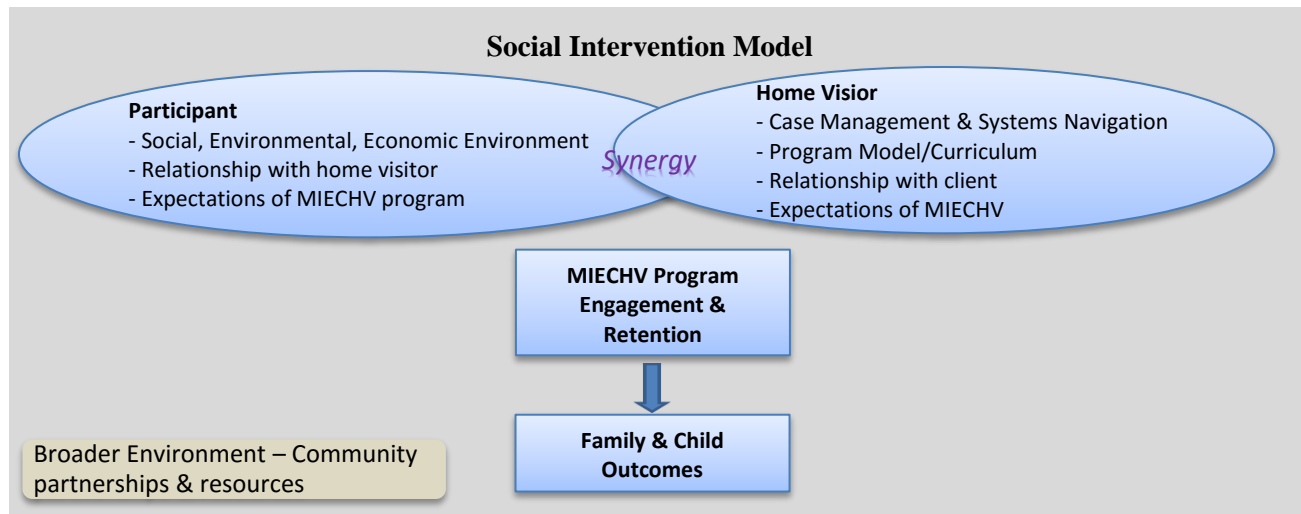 Social Intervention Model
Participant
- Social, Environmental, Economic Environment
- Relationship with home visitor
- Expectations of MIECHV program
Synergy
Home Visior
- Case Management & Systems Navigation
- Program Model/Curriculum
- Relationship with client
- Expectations of MIECHV
MIECHV Program
Engagement &
Retention
Family & Child
Outcomes
Broader Environment – Community
partnerships & resources